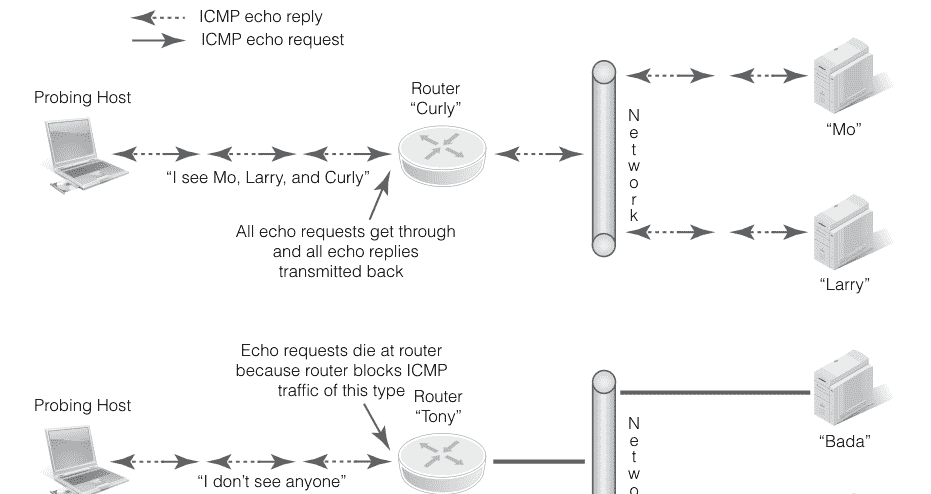 ICMP echo reply
ICMP echo request
Probing Host
Router
“Curly”
Network
“Mo”
“I see Mo, Larry, and Curly”
All echo requests get through
and all echo replies
transmitted back
“Larry”
Echo requests die at router
because router blocks ICMP
traffic of this type
Router
“Tony”
Probing Host
Netwo
“Bada”
“I don’t see anyone”